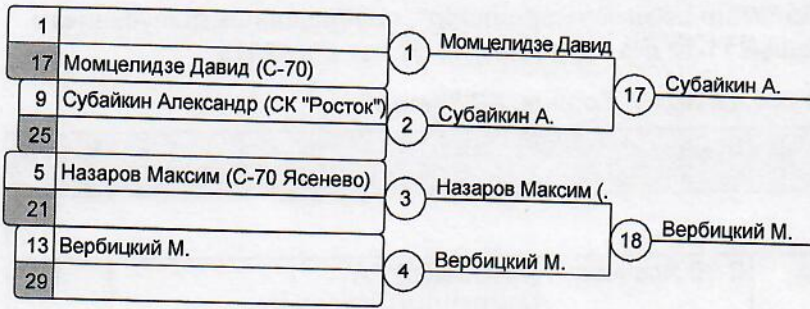 1
17 Момцелидзе Давид (С-70)
1 Момцелидзе Давид
9 Субайкин Александр (СК "Росток")
25
2 Субайкин А.
17 Субайкин А.
5 Назаров Максим (С-70 Ясенево)
21
3 Назаров Максим (.
13 Вербицкий М.
29
4 Вербицкий М.
18 Вербицкий М.